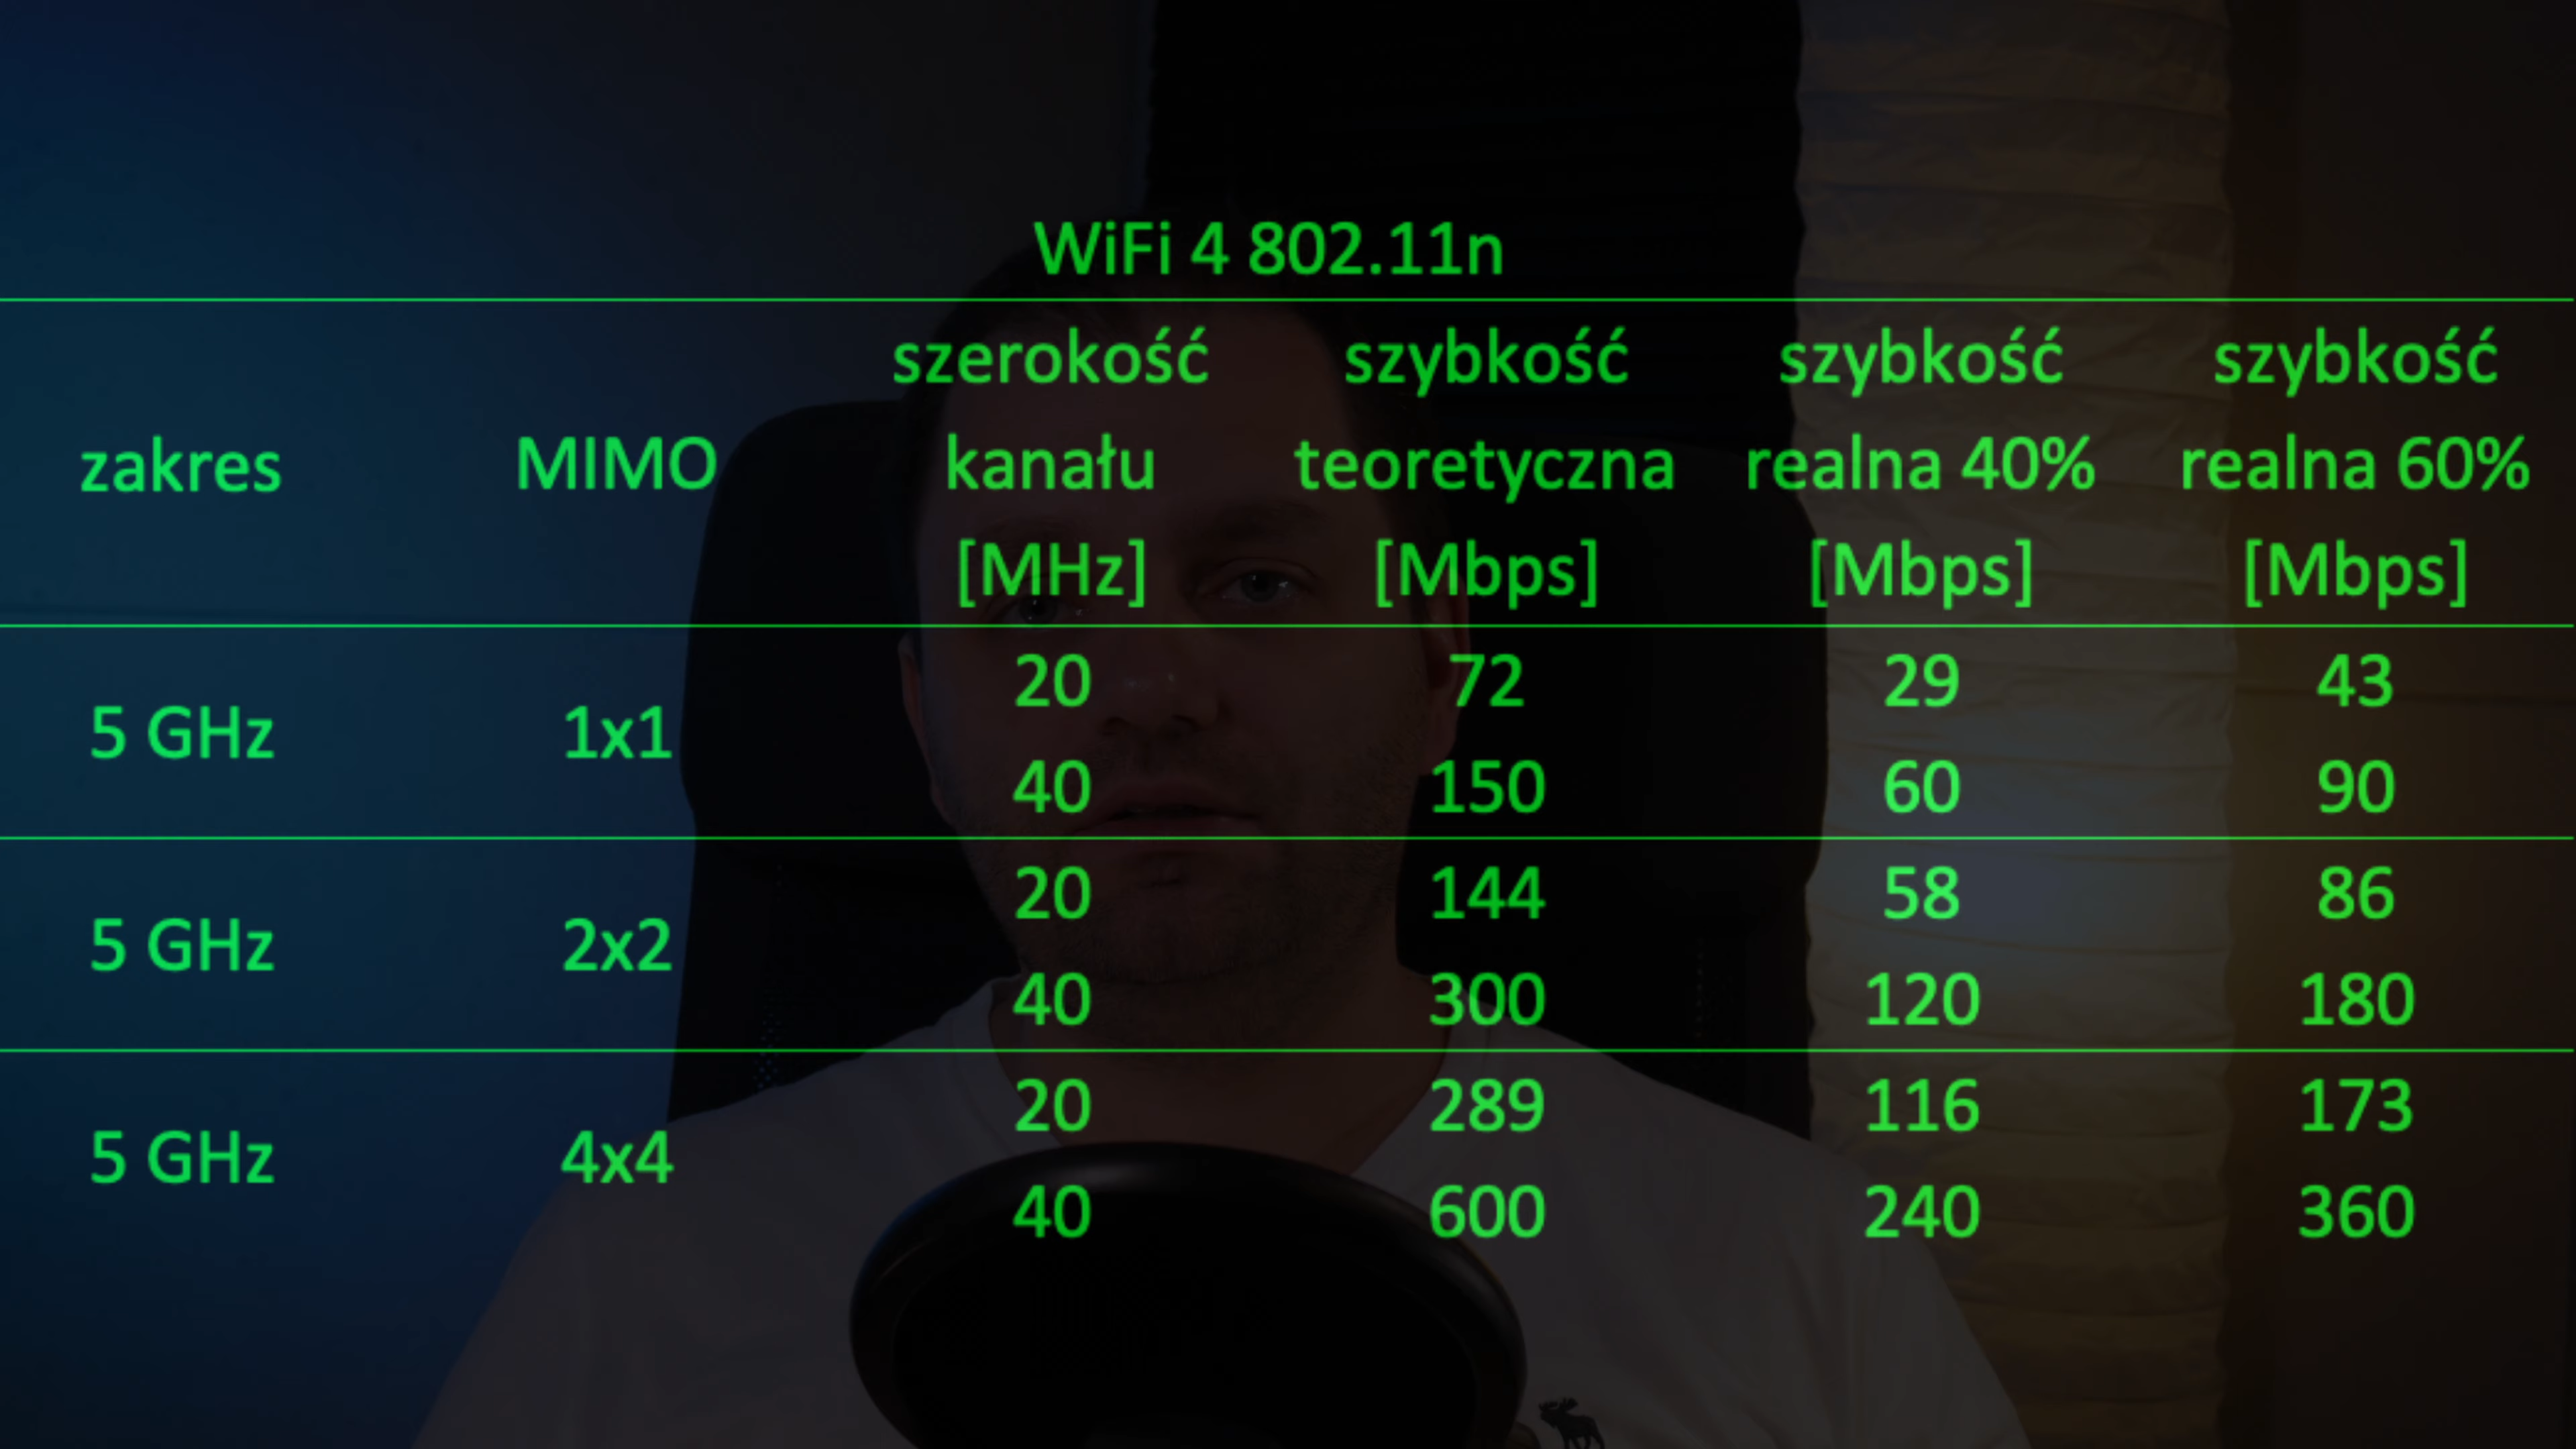 WiFi 4 802.11n
zakres MIMO szerokość kanału [MHz] szybkość teoretyczna [Mbps] szybkość realna 40% [Mbps] szybkość realna 60% [Mbps]
5 GHz 1x1 20 72 29 43
40 150 60 90
5 GHz 2x2 20 144 58 86
40 300 120 180
5 GHz 4x4 20 289 116 173
40 600 240 360